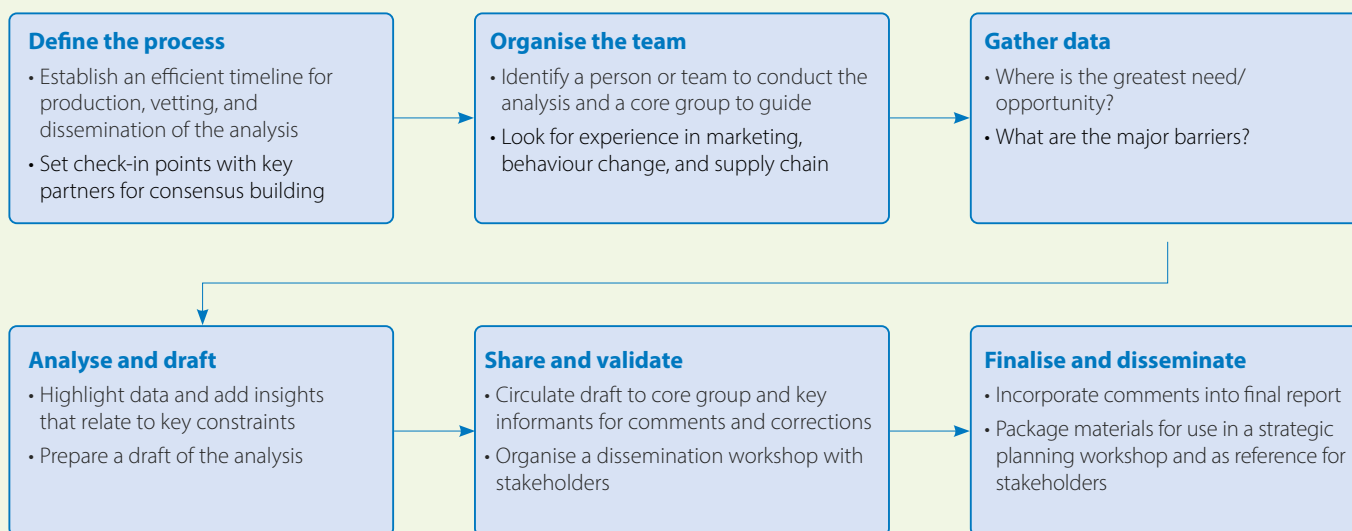 Define the process
• Establish an efficient timeline for
production, vetting, and
dissemination of the analysis
• Set check-in points with key
partners for consensus building
Organise the team
• Identify a person or team to conduct the
analysis and a core group to guide
• Look for experience in marketing,
behaviour change, and supply chain
Gather data
• Where is the greatest need/
opportunity?
• What are the major barriers?
Analyse and draft
• Highlight data and add insights
that relate to key constraints
• Prepare a draft of the analysis
Share and validate
• Circulate draft to core group and key
informants for comments and corrections
• Organise a dissemination workshop with
stakeholders
Finalise and disseminate
• Incorporate comments into final report
• Package materials for use in a strategic
planning workshop and as reference for
stakeholders